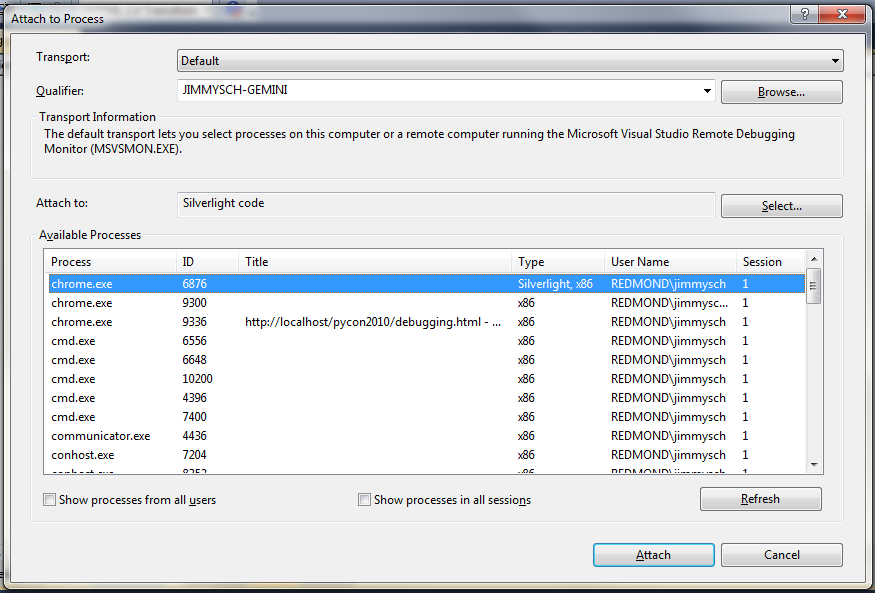 Attach to Process
Transport:
Default
Qualifier:
JIMMYSCH-GEMINI
Browse...
Transport Information
The default transport lets you select processes on this computer or a remote computer running the Microsoft Visual Studio Remote Debugging
Monitor (MSVSMON.EXE).
Attach to:
Silverlight code
Select...
Available Processes
Process ID Title Type User Name Session
chrome.exe 6876 Silverlight, x86 REDMOND\jimmysch 1
chrome.exe 9300 x86 REDMOND\jimmysc... 1
chrome.exe 9336 http://localhost/pycon2010/debugging.html - ... x86 REDMOND\jimmysch 1
cmd.exe 6556 x86 REDMOND\jimmysch 1
cmd.exe 6648 x86 REDMOND\jimmysch 1
cmd.exe 10200 x86 REDMOND\jimmysch 1
cmd.exe 4396 x86 REDMOND\jimmysch 1
cmd.exe 7400 x86 REDMOND\jimmysch 1
communicator.exe 4436 x86 REDMOND\jimmysch 1
conhost.exe 7204 x86 REDMOND\jimmysch 1
Show processes from all users
Show processes in all sessions
Refresh
Attach
Cancel